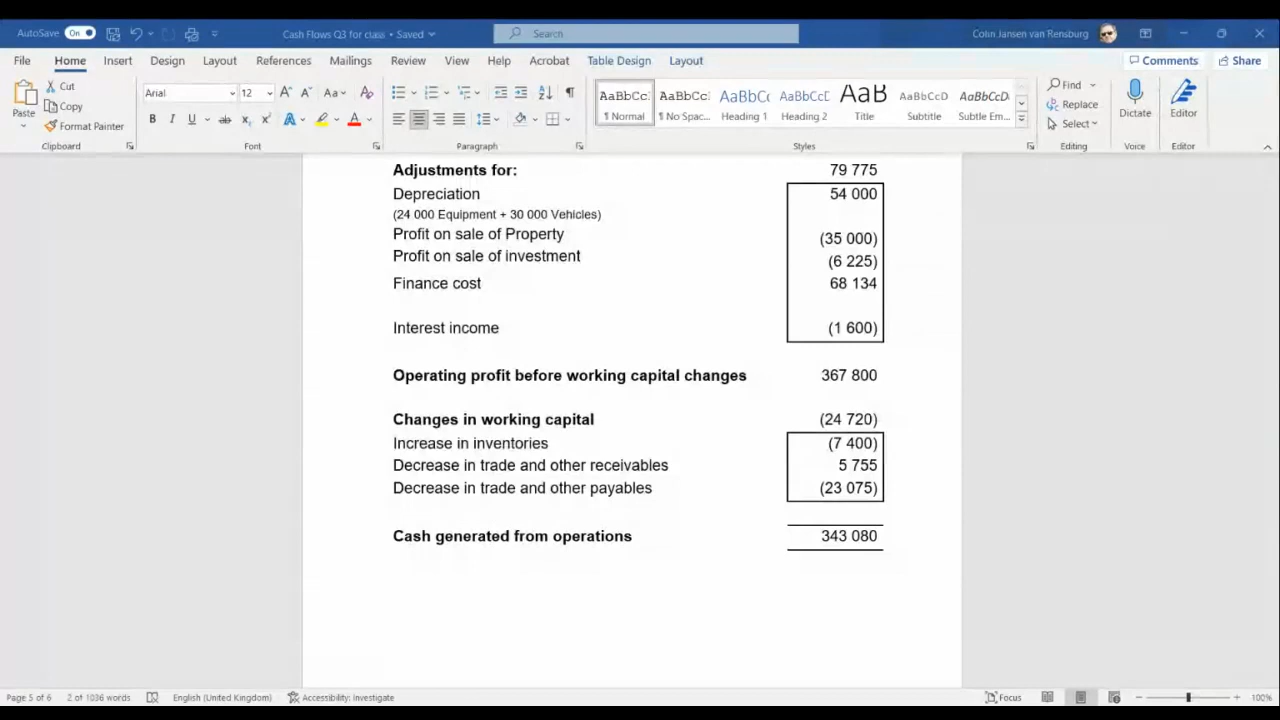 AutoSave On Cash Flows Q3 for class • Saved Search Colin Jansen van Rensburg
File Home Insert Design Layout References Mailings Review View Help Acrobat Table Design Layout Comments Share
Paste Cut Copy Format Painter
Arial 12 Aa
AaBbCc AaBbCc AaBbCc AaBbCcD AaB AaBbCcD AaBbCcD
¶ Normal ¶ No Spac... Heading 1 Heading 2 Title Subtitle Subtle Em...
Find Replace Select Dictate Editor
Clipboard Font Paragraph Styles Editing Voice Editor
Adjustments for: 79 775
Depreciation 54 000
(24 000 Equipment + 30 000 Vehicles)
Profit on sale of Property (35 000)
Profit on sale of investment (6 225)
Finance cost 68 134
Interest income (1 600)
Operating profit before working capital changes 367 800
Changes in working capital (24 720)
Increase in inventories (7 400)
Decrease in trade and other receivables 5 755
Decrease in trade and other payables (23 075)
Cash generated from operations 343 080
Page 5 of 6 2 of 1036 words English (United Kingdom) Accessibility: Investigate Focus 100%